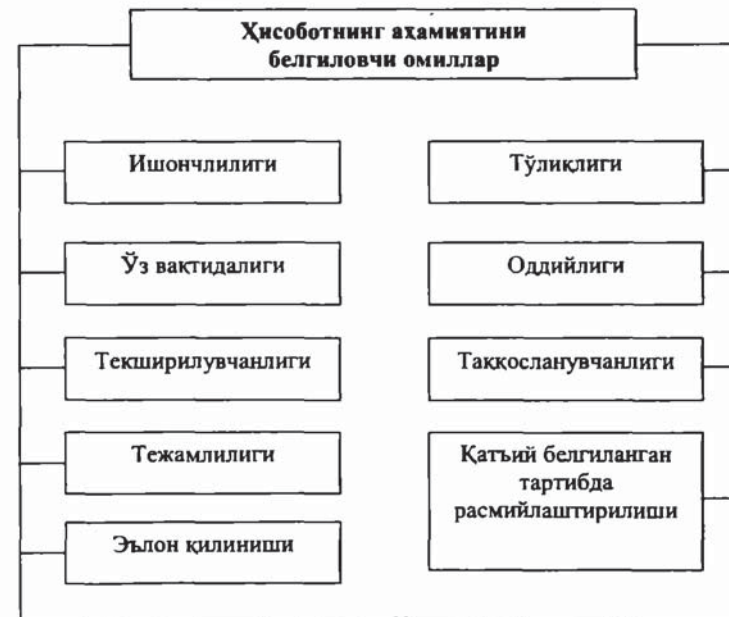 Ҳисоботнинг аҳамиятини
белгиловчи омиллар
Ишончлилиги
Тўлиқлиги
Ўз вақтидалиги
Оддийлиги
Текширилувчанлиги
Таққосланувчанлиги
Тежамлилиги
Қатъий белгиланган
тартибда
расмийлаштирилиши
Эълон қилиниши